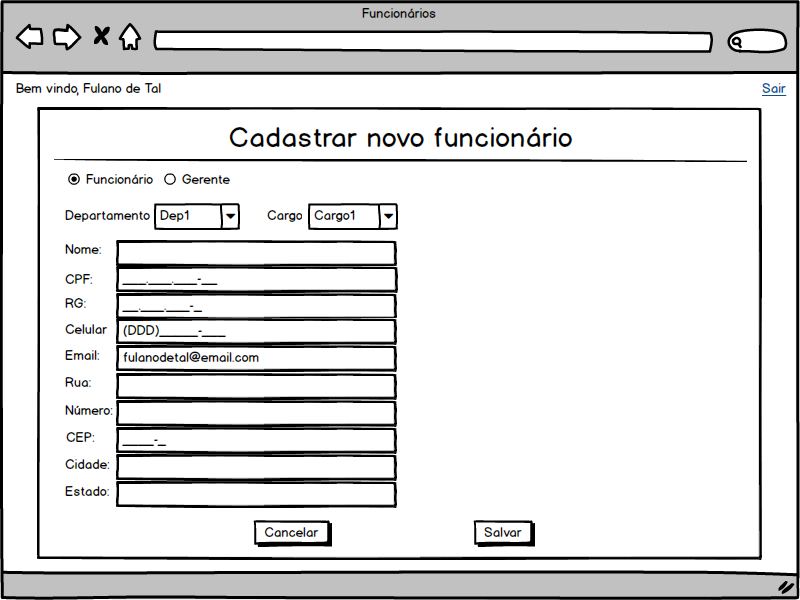 Funcionários
Bem vindo, Fulano de Tal
Sair
Cadastrar novo funcionário
Funcionário Gerente
Departamento Dep1 Cargo Cargo1
Nome:
CPF: ___.___.___-__
RG: __.___.___-_
Celular (DDD)_____-___
Email: fulanodetal@email.com
Rua:
Número:
CEP: ____-_
Cidade:
Estado:
Cancelar Salvar